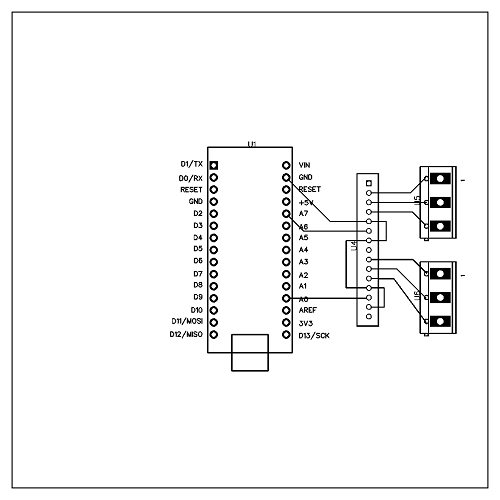 U1
D1/TX VIN
D0/RX GND
RESET RESET
GND +5V
D2 A7
D3 A6
D4 A5
D5 A4
D6 A3
D7 A2
D8 A1
D9 A0
D10 AREF
D11/MOSI 3V3
D12/MISO D13/SCK
U4
U5
U6